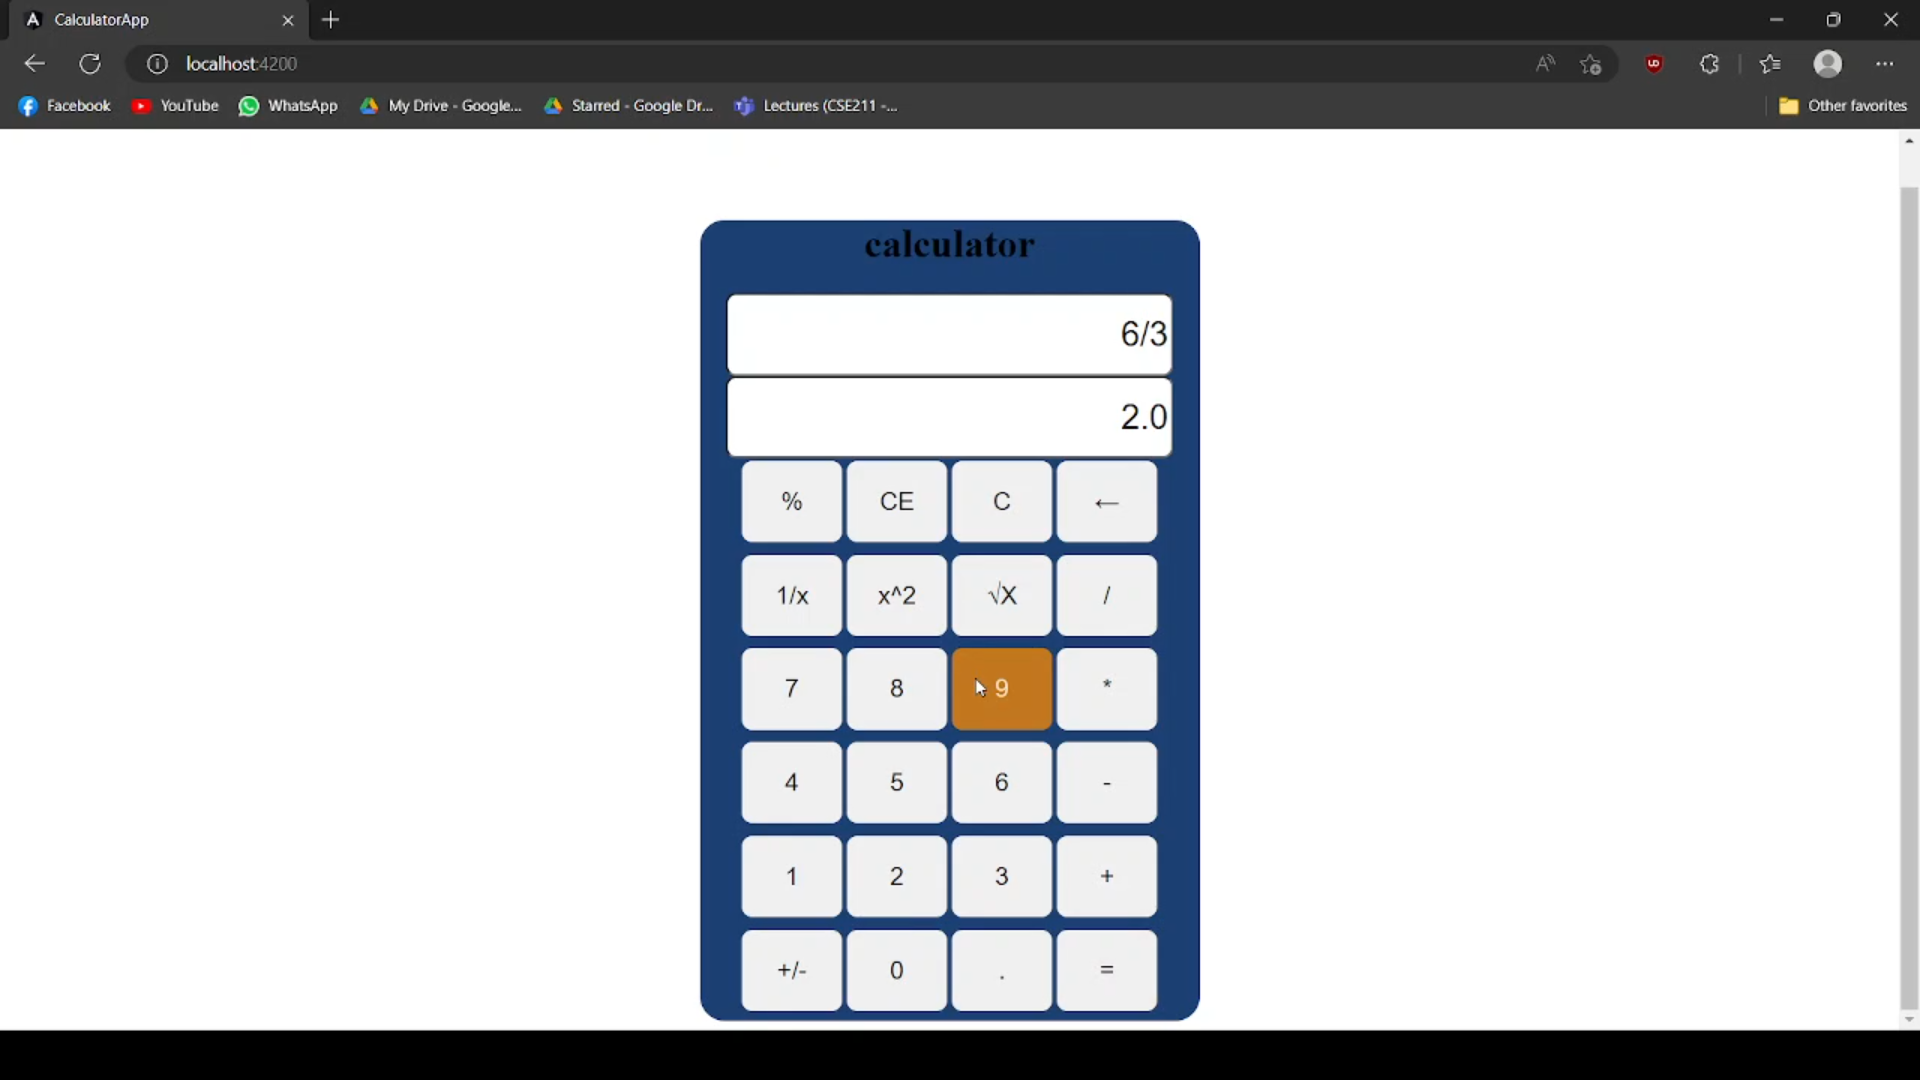 CalculatorApp
localhost:4200
Facebook YouTube WhatsApp My Drive - Google... Starred - Google Dr... Lectures (CSE211 -... Other favorites
calculator
6/3
2.0
% CE C ←
1/x x^2 √X /
7 8 9 *
4 5 6 -
1 2 3 +
+/- 0 . =